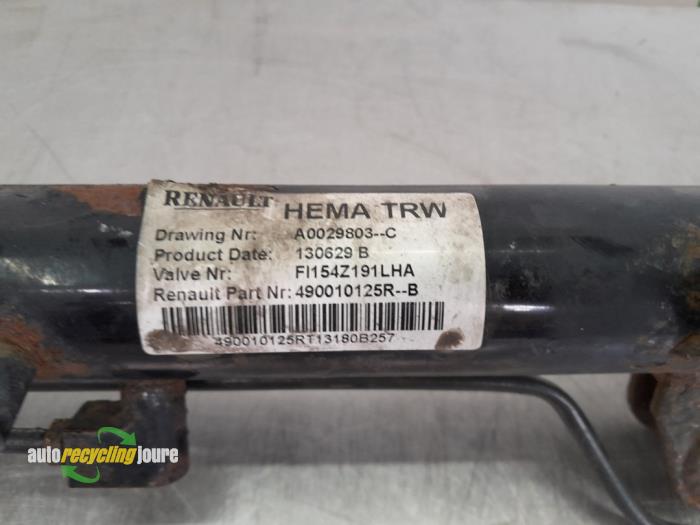 RENAULT HEMA TRW
Drawing Nr: A0029803--C
Product Date: 130629 B
Valve Nr: FI154Z191LHA
Renault Part Nr: 490010125R--B
490010125RT13180B257
autorecyclingjoure